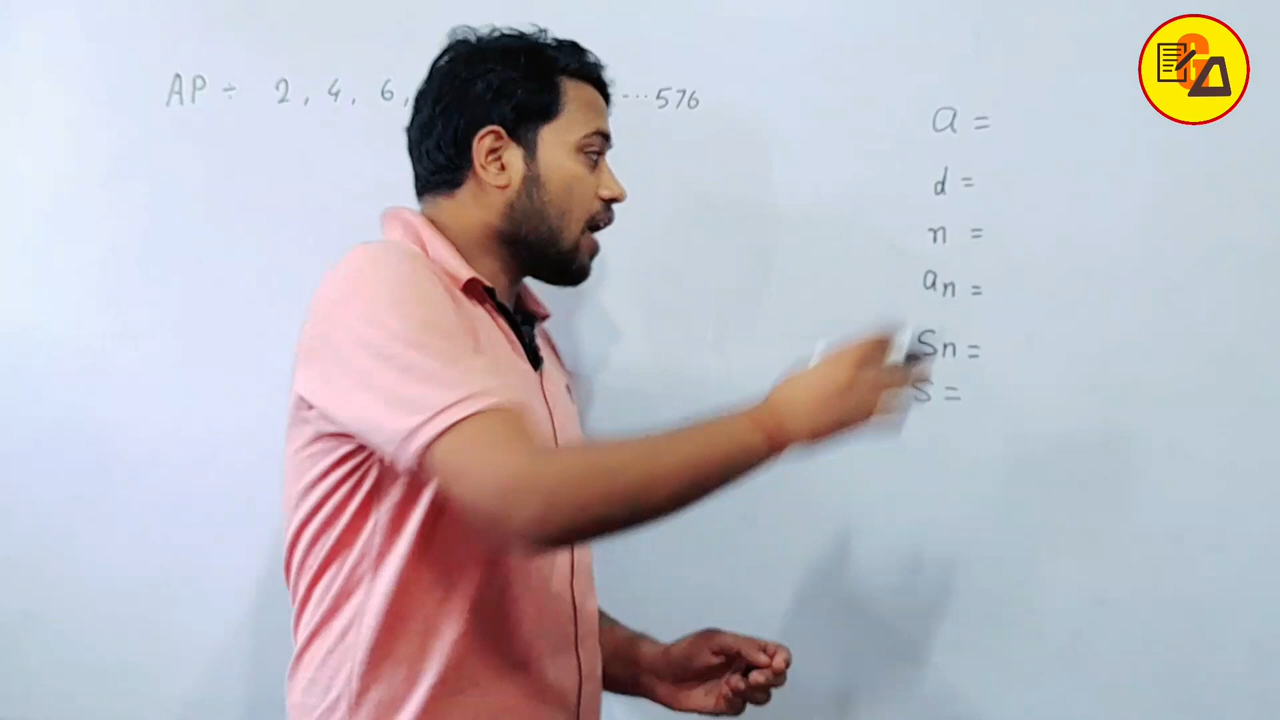 AP ÷ 2, 4, 6, ...576
a =
d =
n =
an =
Sn =
S =